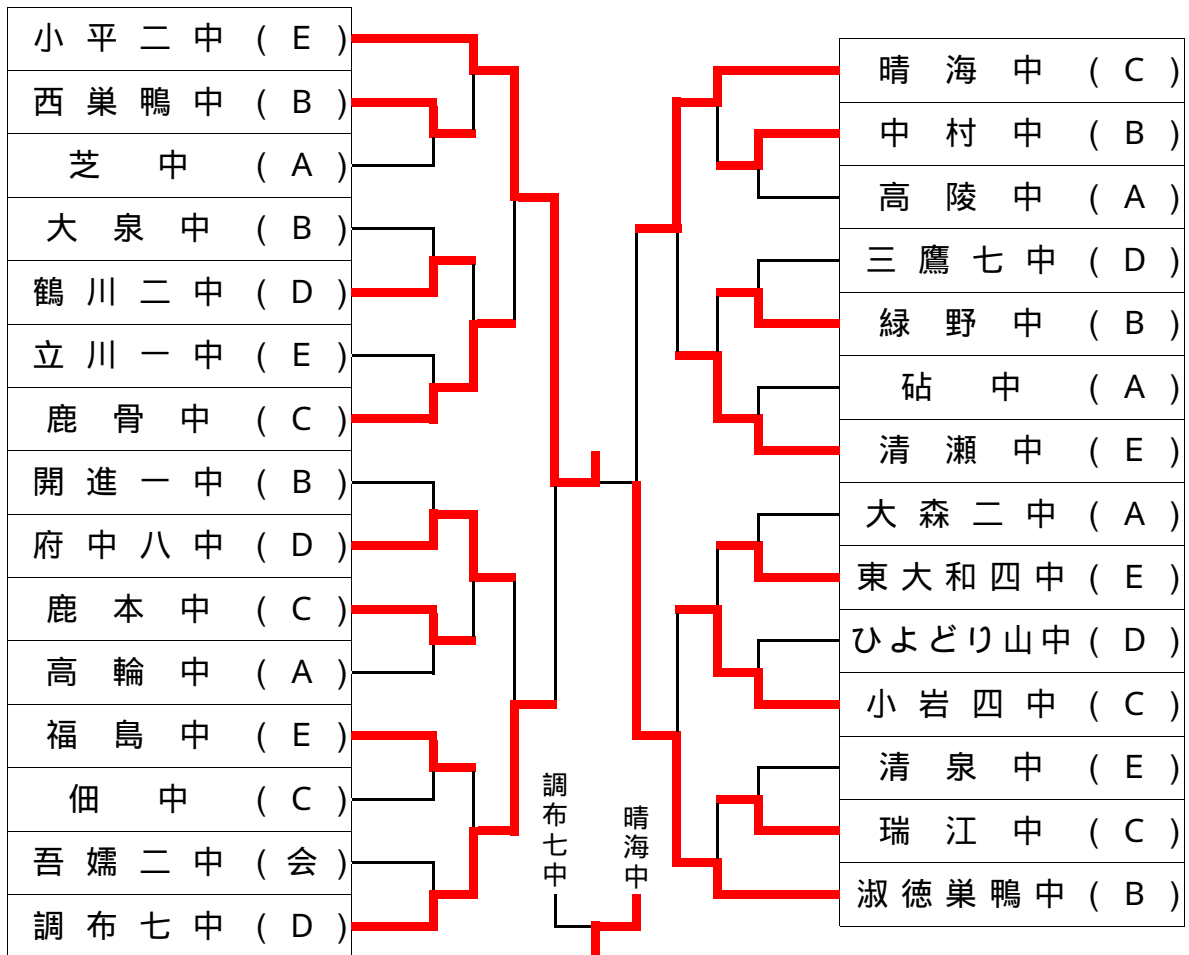 小平二中(E)
西巣鴨中(B)
芝中(A)
大泉中(B)
鶴川二中(D)
立川一中(E)
鹿骨中(C)
開進一中(B)
府中八中(D)
鹿本中(C)
高輪中(A)
福島中(E)
佃中(C)
吾嬬二中(会)
調布七中(D)
調布七中
晴海中
晴海中(C)
中村中(B)
高陵中(A)
三鷹七中(D)
緑野中(B)
砧中(A)
清瀬中(E)
大森二中(A)
東大和四中(E)
ひよどり山中(D)
小岩四中(C)
清泉中(E)
瑞江中(C)
淑徳巣鴨中(B)